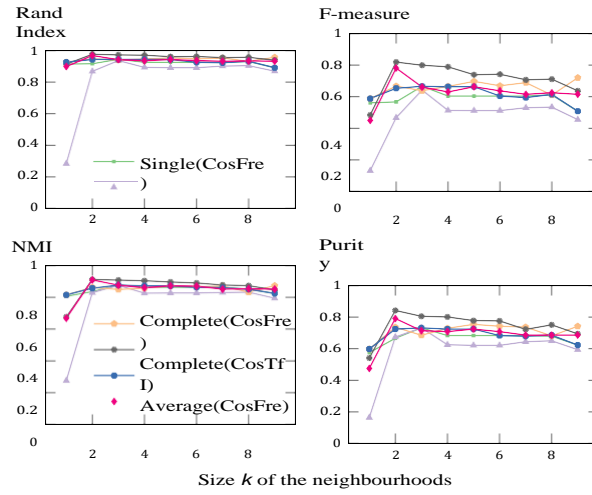 Rand
Index
1
0.8
0.6
0.4
0.2
0
2 4 6 8
Single(CosFre
)
F-measure
1
0.8
0.6
0.4
0.2
0
2 4 6 8
NMI
1
0.8
0.6
0.4
0.2
0
2 4 6 8
Complete(CosFre
)
Complete(CosTf
I)
Average(CosFre)
Purit
y
1
0.8
0.6
0.4
0.2
0
2 4 6 8
Size k of the neighbourhoods